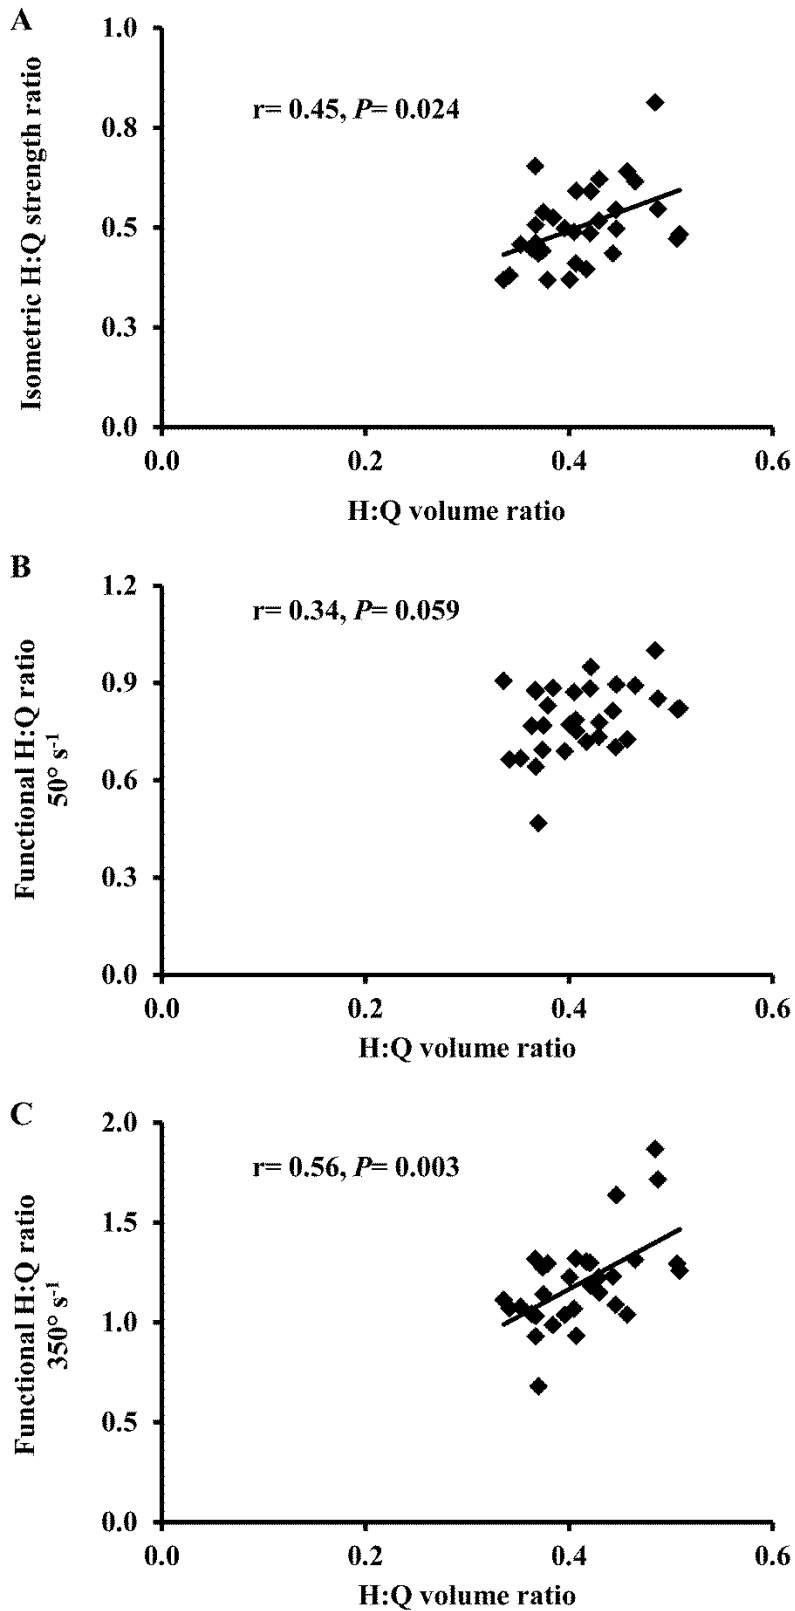 A
1.0
0.8
0.5
0.3
0.0
Isometric H:Q strength ratio
r= 0.45, P= 0.024
0.0 0.2 0.4 0.6
H:Q volume ratio
B
1.2
0.9
0.6
0.3
0.0
Functional H:Q ratio
50° s-1
r= 0.34, P= 0.059
0.0 0.2 0.4 0.6
H:Q volume ratio
C
2.0
1.5
1.0
0.5
0.0
Functional H:Q ratio
350° s-1
r= 0.56, P= 0.003
0.0 0.2 0.4 0.6
H:Q volume ratio